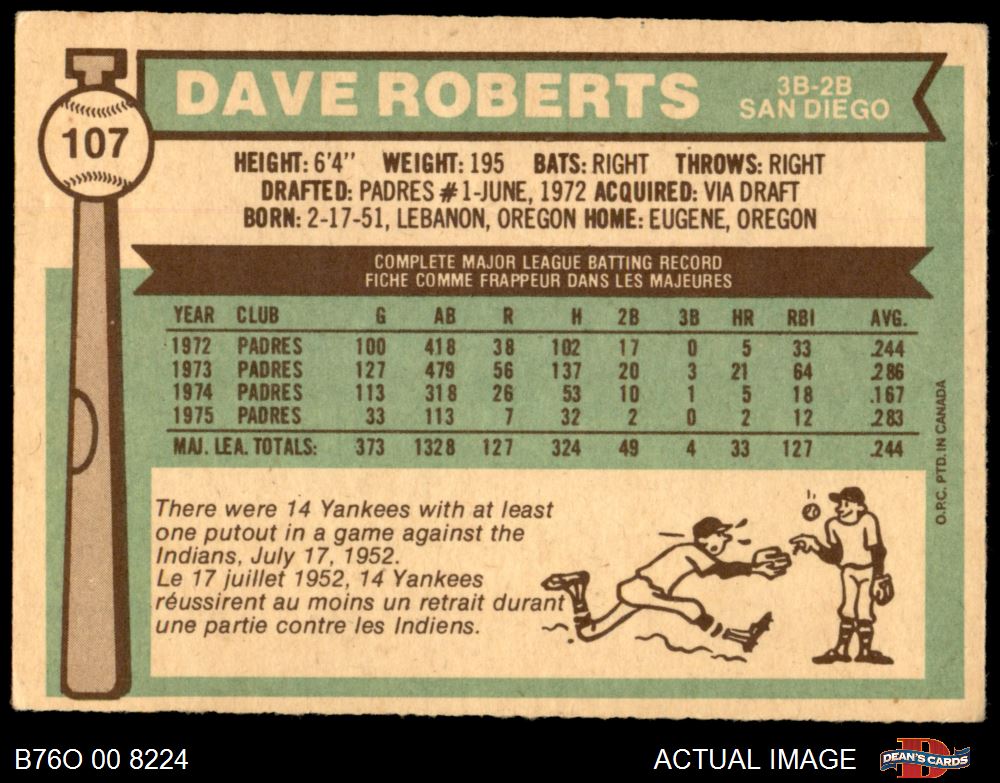 DAVE ROBERTS
3B-2B
SAN DIEGO
107
HEIGHT: 6'4" WEIGHT: 195 BATS: RIGHT THROWS: RIGHT
DRAFTED: PADRES #1-JUNE, 1972 ACQUIRED: VIA DRAFT
BORN: 2-17-51, LEBANON, OREGON HOME: EUGENE, OREGON
COMPLETE MAJOR LEAGUE BATTING RECORD
FICHE COMME FRAPPEUR DANS LES MAJEURES
YEAR CLUB G AB R H 2B 3B HR RBI AVG.
1972 PADRES 100 418 38 102 17 0 5 33 .244
1973 PADRES 127 479 56 137 20 3 21 64 .286
1974 PADRES 113 318 26 53 10 1 5 18 .167
1975 PADRES 33 113 7 32 2 0 2 12 .283
MAJ. LEA. TOTALS: 373 1328 127 324 49 4 33 127 .244
There were 14 Yankees with at least
one putout in a game against the
Indians, July 17, 1952.
Le 17 juillet 1952, 14 Yankees
réussirent au moins un retrait durant
une partie contre les Indiens.
!
O.P.C. PTD. IN CANADA
B76O 00 8224
ACTUAL IMAGE
D
DEAN'S CARDS